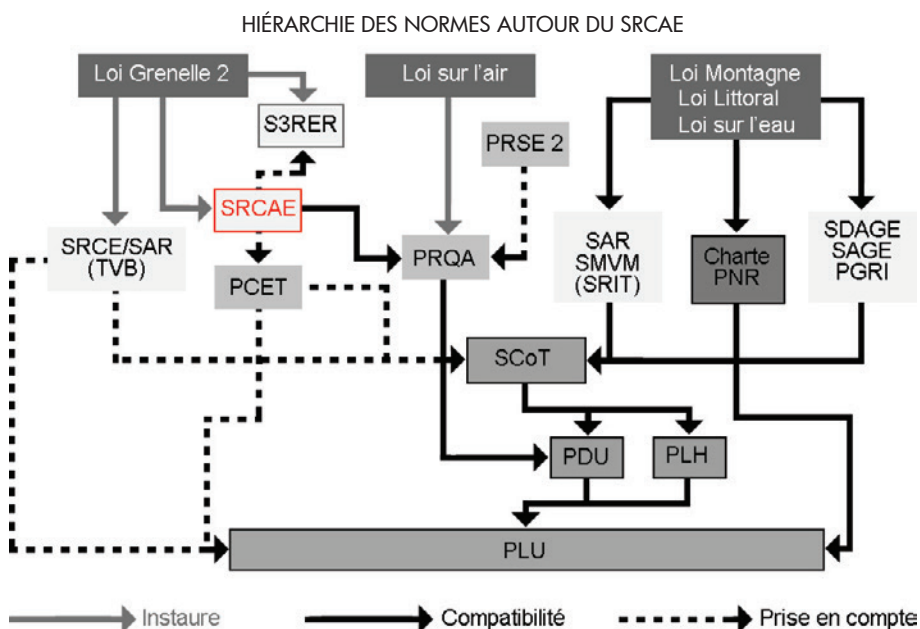 HIÉRARCHIE DES NORMES AUTOUR DU SRCAE
Loi Grenelle 2
Loi sur l'air
Loi Montagne
Loi Littoral
Loi sur l'eau
S3RER
PRSE 2
SRCAE
SRCE/SAR
(TVB)
PCET
PRQA
SAR
SMVM
(SRIT)
Charte
PNR
SDAGE
SAGE
PGRI
SCoT
PDU
PLH
PLU
Instaure
Compatibilité
Prise en compte